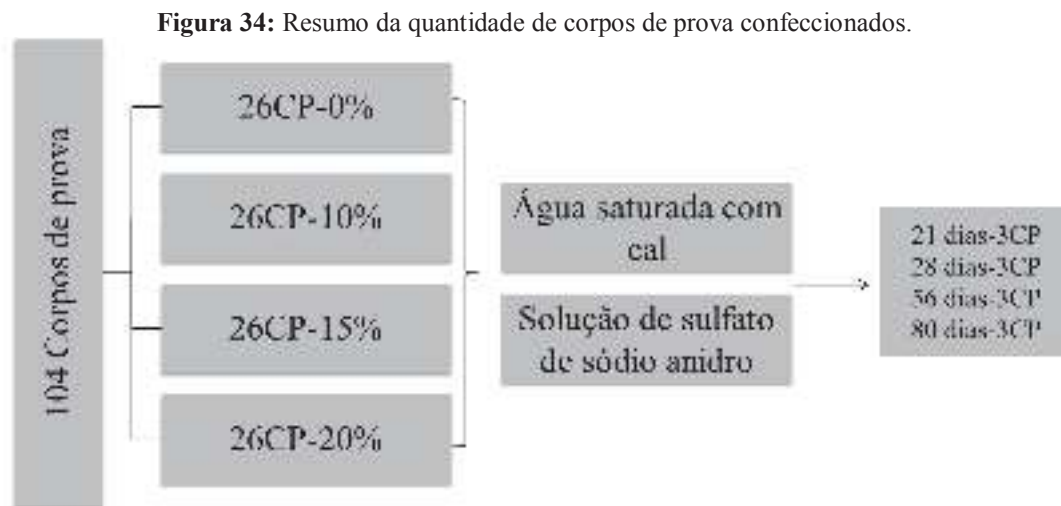 Figura 34: Resumo da quantidade de corpos de prova confeccionados.
104 Corpos de prova
26CP-0%
26CP-10%
26CP-15%
26CP-20%
Água saturada com
cal
Solução de sulfato
de sódio anidro
21 dias-3CP
28 dias-3CP
56 dias-3CP
80 dias-3CP